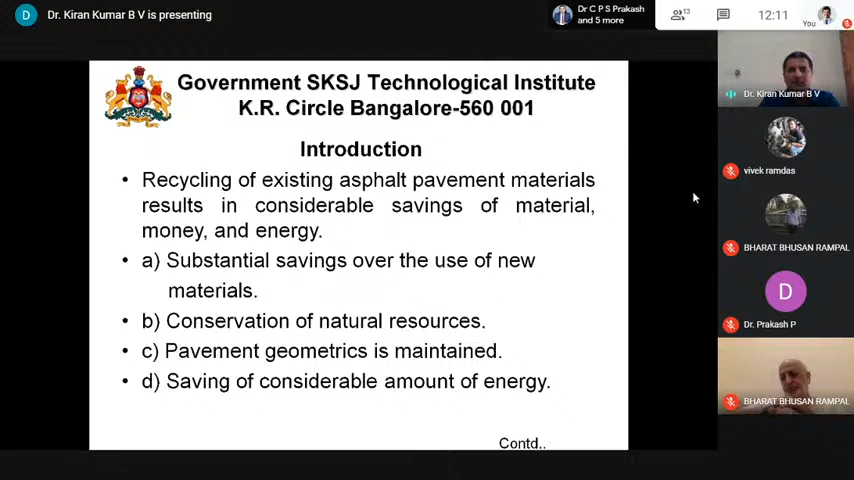 D
Dr. Kiran Kumar B V is presenting
Dr C P S Prakash
and 5 more
13
12:11
You
Government SKSJ Technological Institute
K.R. Circle Bangalore-560 001
Introduction
• Recycling of existing asphalt pavement materials
results in considerable savings of material,
money, and energy.
• a) Substantial savings over the use of new
materials.
• b) Conservation of natural resources.
• c) Pavement geometrics is maintained.
• d) Saving of considerable amount of energy.
Contd..
Dr. Kiran Kumar B V
vivek ramdas
BHARAT BHUSAN RAMPAL
D
Dr. Prakash P
BHARAT BHUSAN RAMPAL